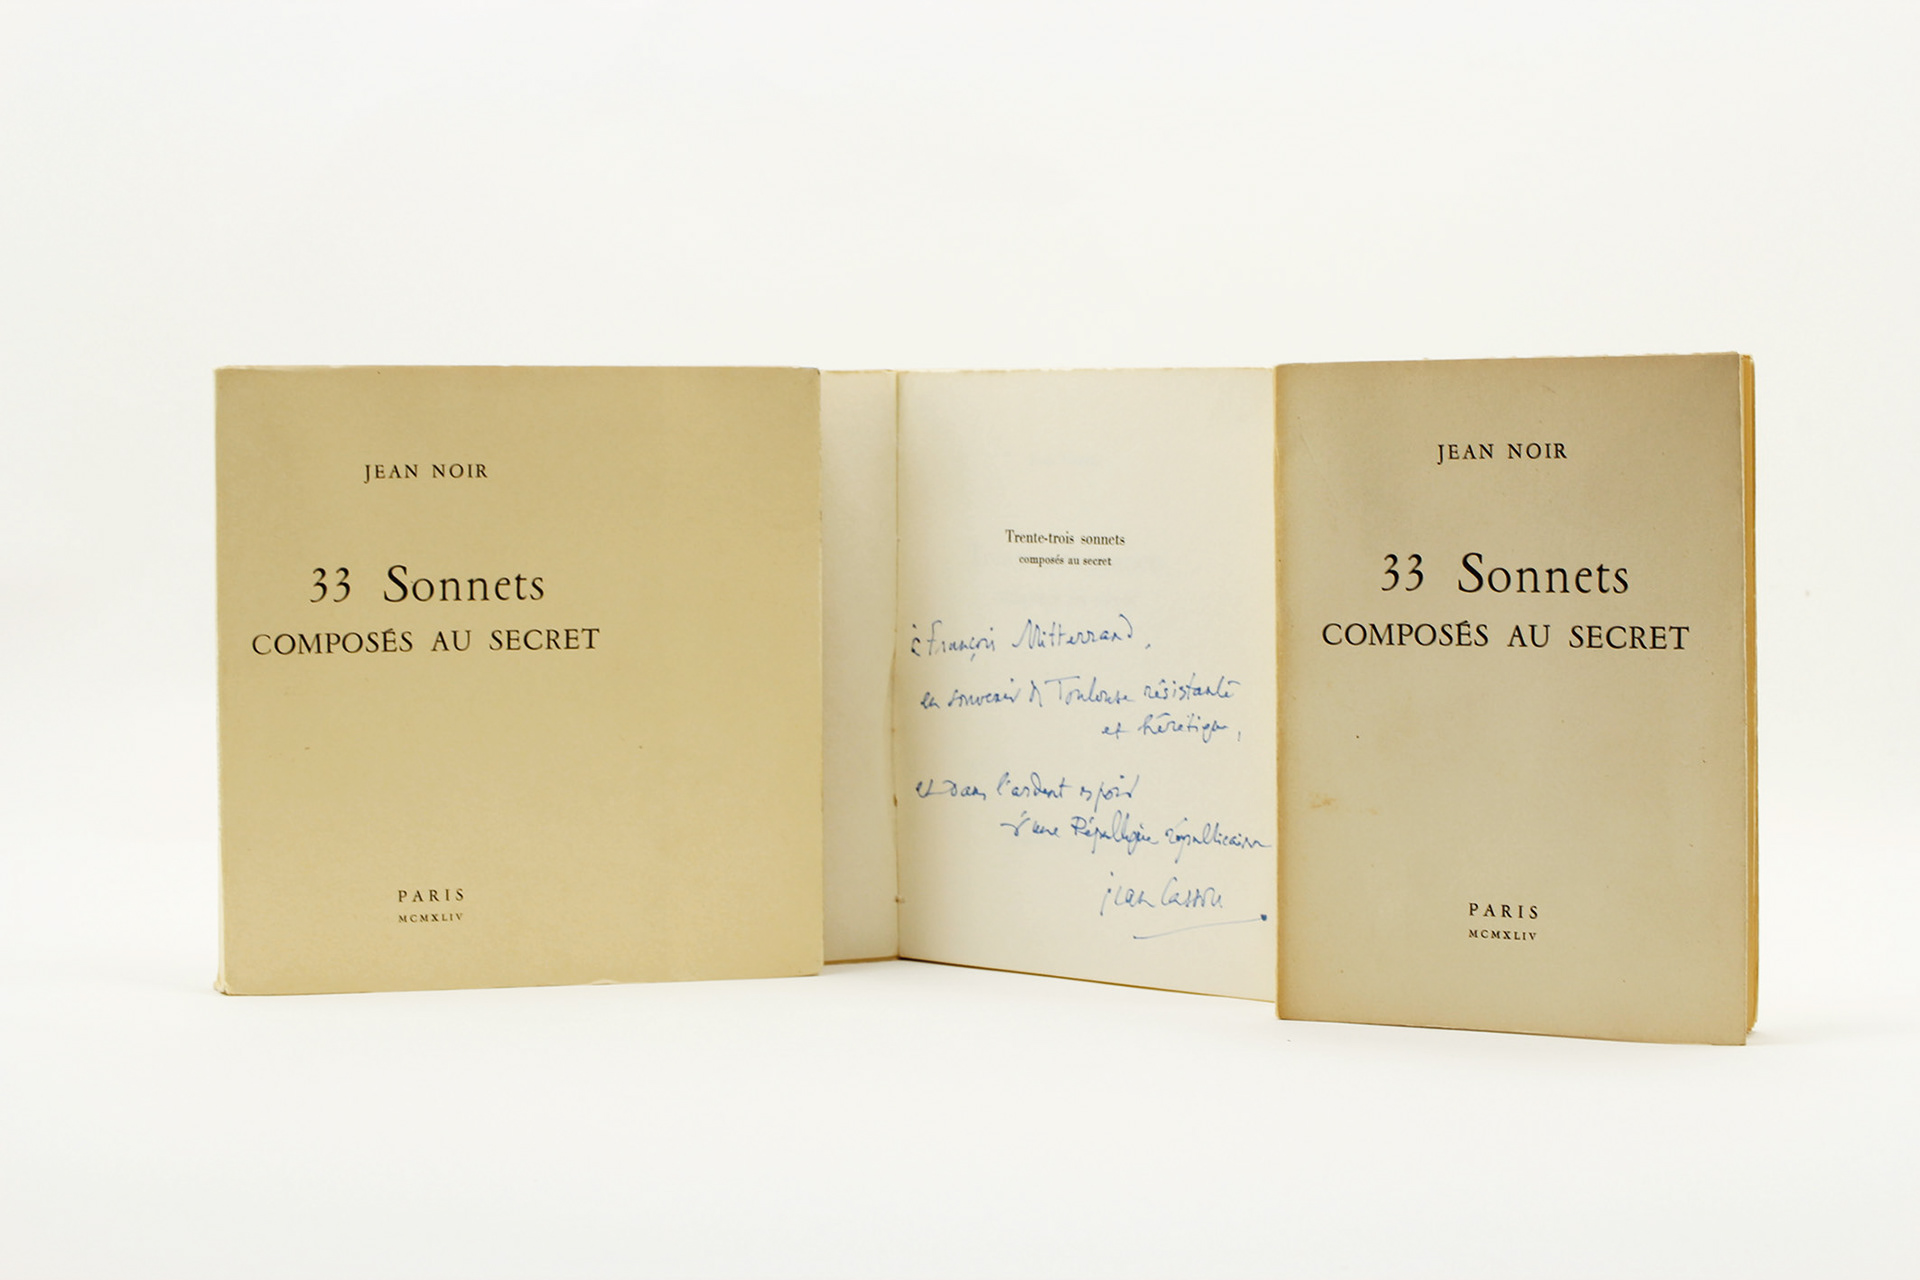 JEAN NOIR
33 Sonnets
COMPOSÉS AU SECRET
PARIS
MCMXLIV
Trente-trois sonnets
composés au secret
à François Mitterrand,
en souvenir de Toulouse résistante
et hérétique,
et dans l'ardent espoir
d'une République républicaine
jean Cassou
JEAN NOIR
33 Sonnets
COMPOSÉS AU SECRET
PARIS
MCMXLIV